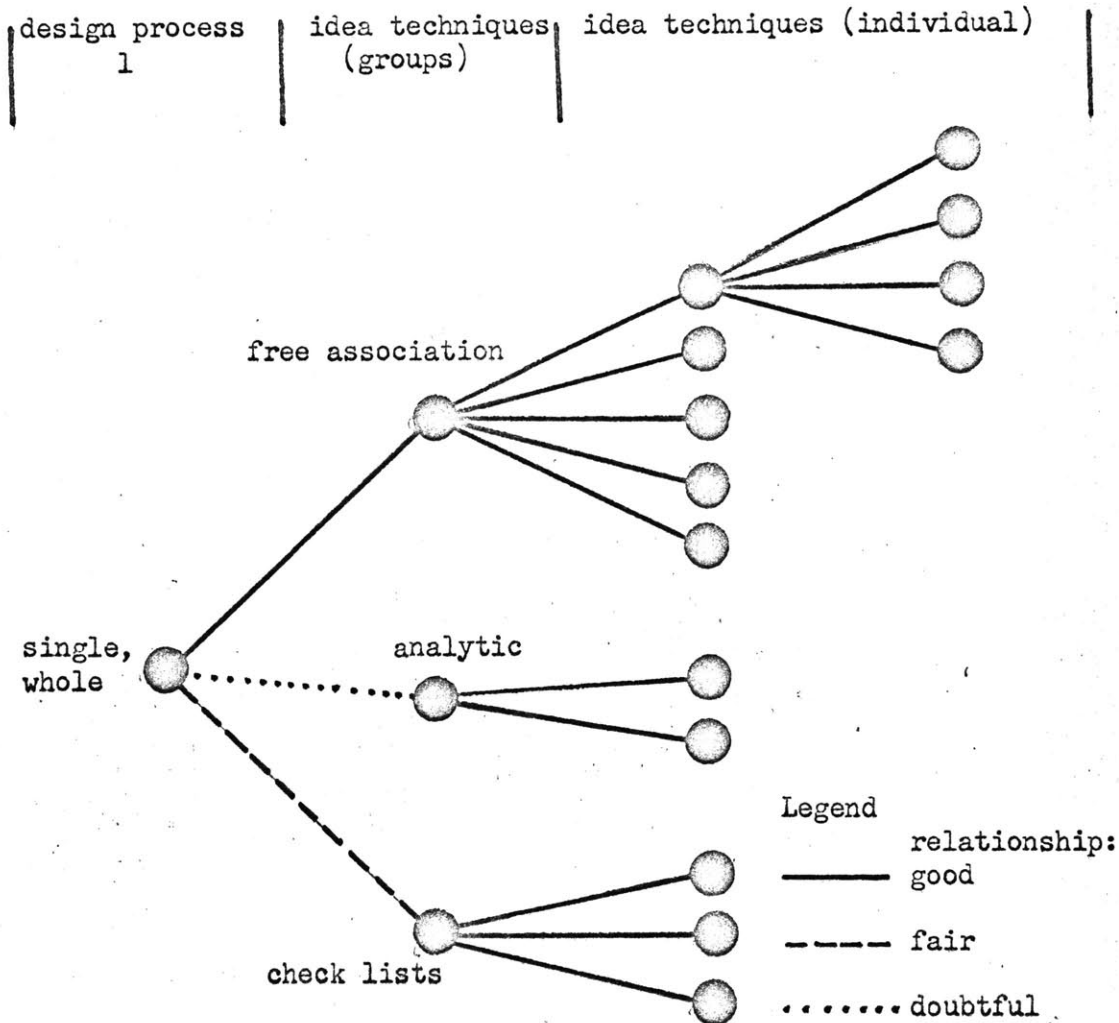 design process
1
idea techniques
(groups)
idea techniques (individual)
free association
single,
whole
analytic
check lists
Legend
relationship:
good
fair
doubtful